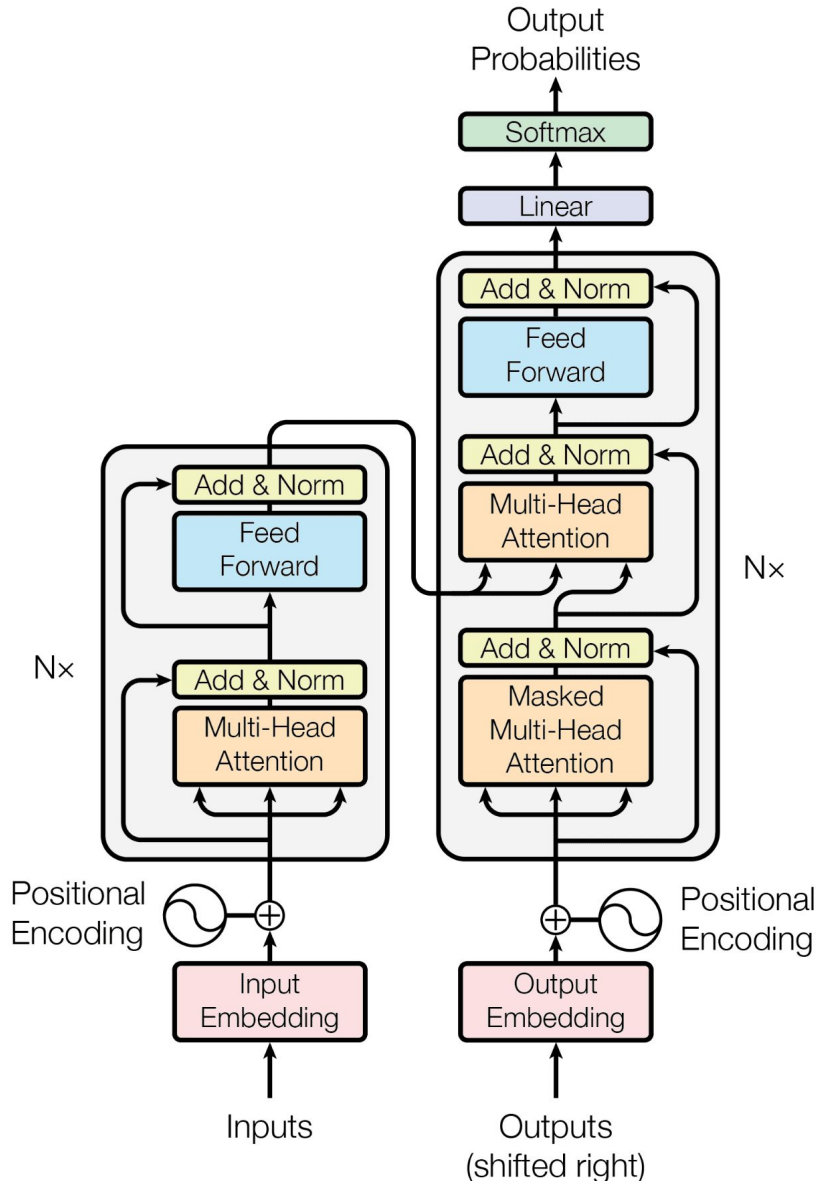 Output
Probabilities
Softmax
Linear
Add & Norm
Feed
Forward
Add & Norm
Multi-Head
Attention
Nx
Add & Norm
Masked
Multi-Head
Attention
Add & Norm
Feed
Forward
Nx
Add & Norm
Multi-Head
Attention
Positional
Encoding
Positional
Encoding
Input
Embedding
Output
Embedding
Inputs
Outputs
(shifted right)